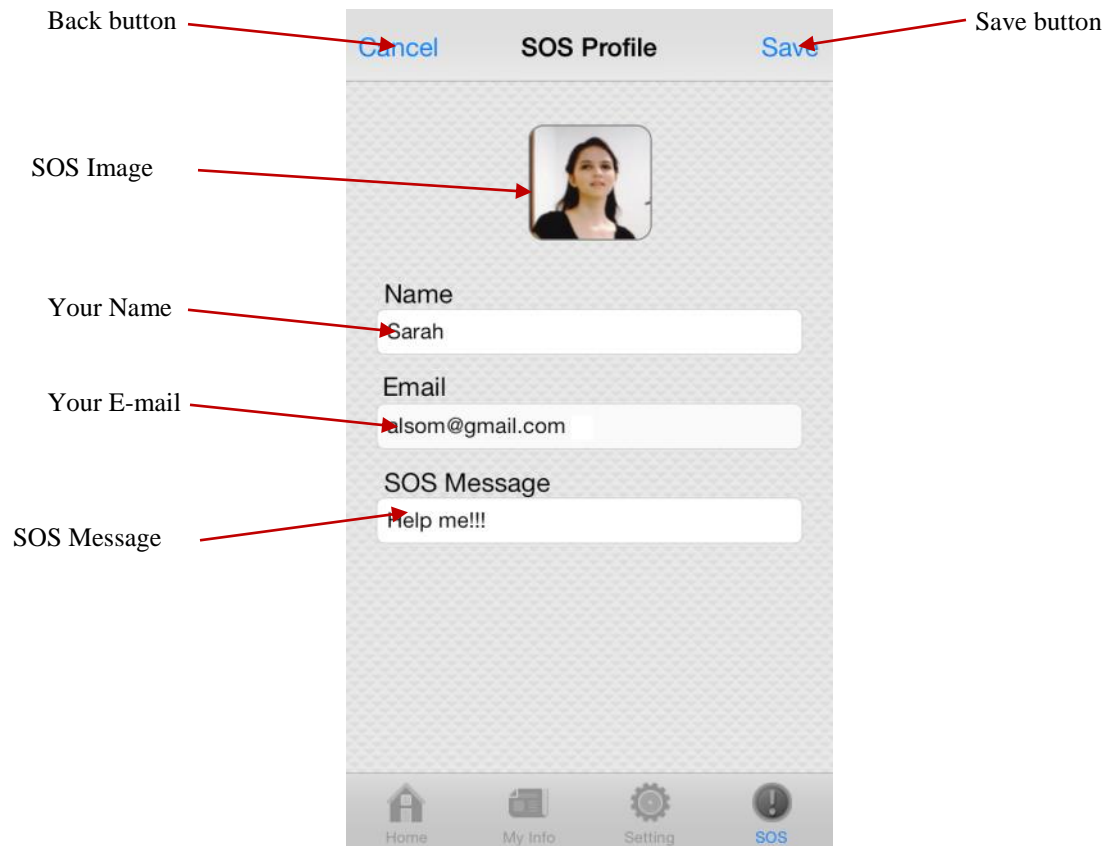 Back button
Save button
Cancel
SOS Profile
Save
SOS Image
Name
Your Name
Sarah
Email
Your E-mail
alsom@gmail.com
SOS Message
Help me!!!
SOS Message
Home
My Info
Setting
SOS